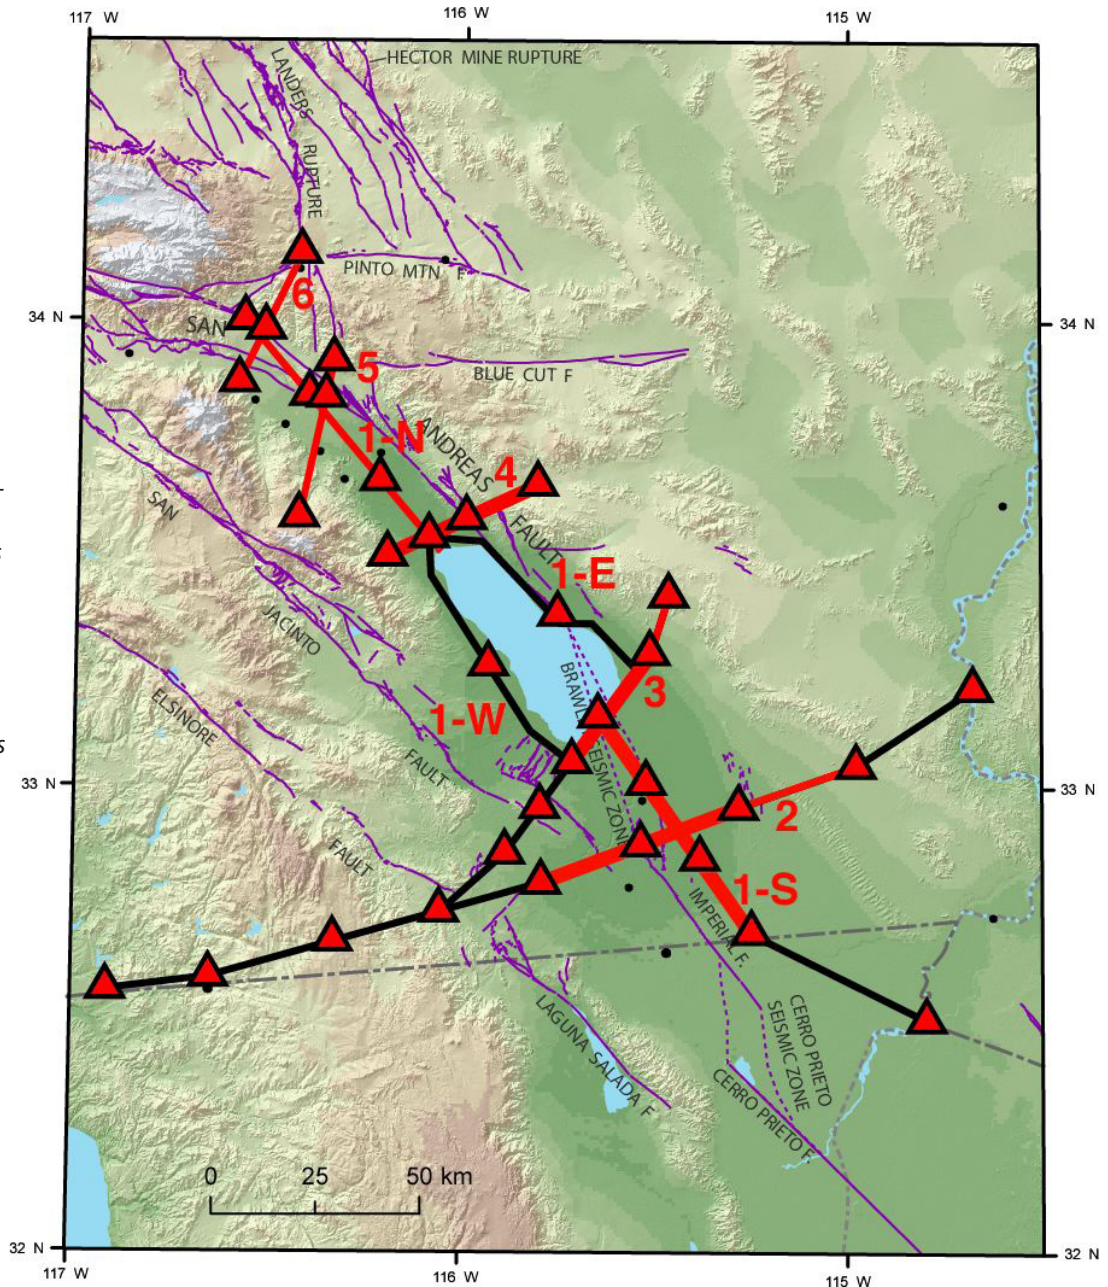 117 W
116 W
115 W
HECTOR MINE RUPTURE
LANDERS
RUPTURE
PINTO MTN F
6
34 N
34 N
SAN
5
BLUE CUT F
1-N
ANDREAS
4
SAN
FAULT
1-E
JACINTO
BRAWLEY SEISMIC ZONE
3
ELSINORE
1-W
FAULT
33 N
33 N
2
FAULT
1-S
IMPERIAL F.
LAGUNA SALADA F
CERRO PRIETO
SEISMIC ZONE
CERRO PRIETO F.
0 25 50 km
32 N
32 N
117 W
116 W
115 W